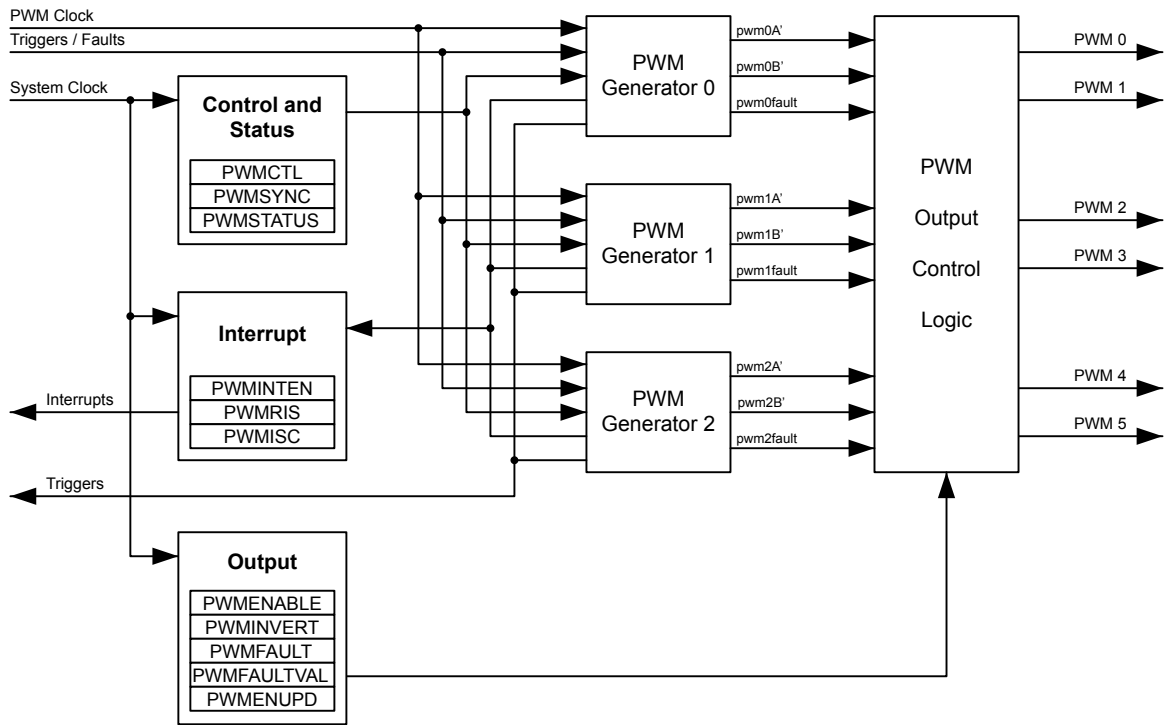 PWM Clock
Triggers / Faults
System Clock
Control and
Status
PWMCTL
PWMSYNC
PWMSTATUS
Interrupt
PWMINTEN
PWMRIS
PWMISC
Interrupts
Triggers
Output
PWMENABLE
PWMINVERT
PWMFAULT
PWMFAULTVAL
PWMENUPD
PWM
Generator 0
pwm0A'
pwm0B'
pwm0fault
PWM
Generator 1
pwm1A'
pwm1B'
pwm1fault
PWM
Generator 2
pwm2A'
pwm2B'
pwm2fault
PWM
Output
Control
Logic
PWM 0
PWM 1
PWM 2
PWM 3
PWM 4
PWM 5